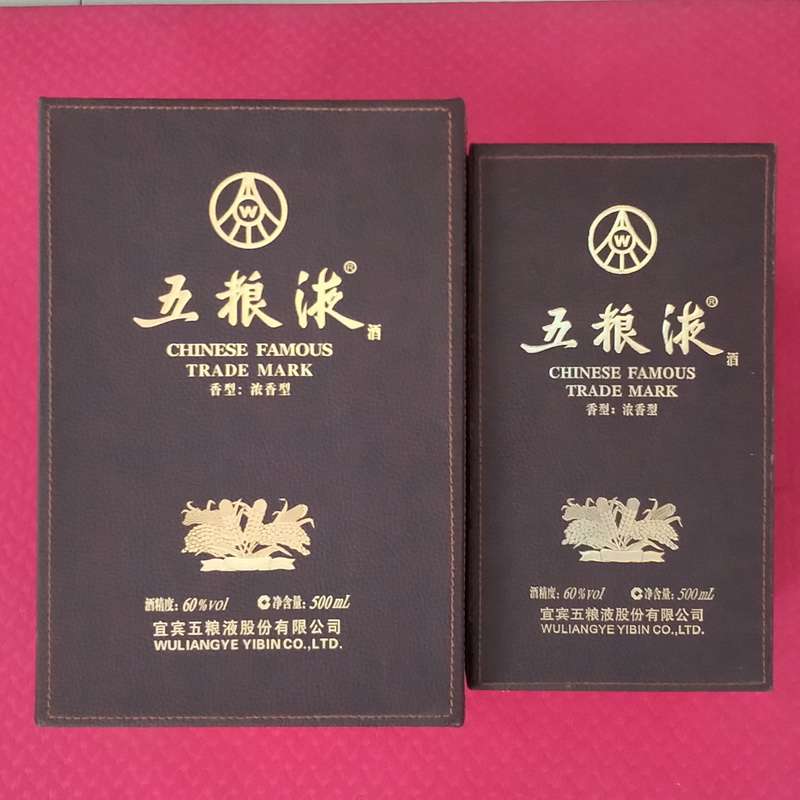 W
五粮液®
酒
CHINESE FAMOUS
TRADE MARK
香型：浓香型
酒精度：60%vol C净含量：500mL
宜宾五粮液股份有限公司
WULIANGYE YIBIN CO.,LTD.
W
五粮液®
酒
CHINESE FAMOUS
TRADE MARK
香型：浓香型
酒精度：60%vol C净含量：500mL
宜宾五粮液股份有限公司
WULIANGYE YIBIN CO.,LTD.